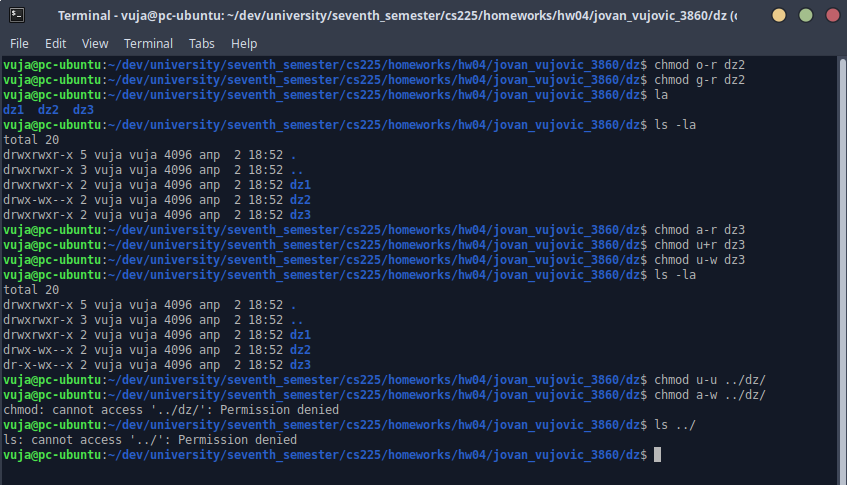 Terminal - vuja@pc-ubuntu: ~/dev/university/seventh_semester/cs225/homeworks/hw04/jovan_vujovic_3860/dz (c
File Edit View Terminal Tabs Help
vuja@pc-ubuntu:~/dev/university/seventh_semester/cs225/homeworks/hw04/jovan_vujovic_3860/dz$ chmod o-r dz2
vuja@pc-ubuntu:~/dev/university/seventh_semester/cs225/homeworks/hw04/jovan_vujovic_3860/dz$ chmod g-r dz2
vuja@pc-ubuntu:~/dev/university/seventh_semester/cs225/homeworks/hw04/jovan_vujovic_3860/dz$ la
dz1  dz2  dz3
vuja@pc-ubuntu:~/dev/university/seventh_semester/cs225/homeworks/hw04/jovan_vujovic_3860/dz$ ls -la
total 20
drwxrwxr-x 5 vuja vuja 4096 апр  2 18:52 .
drwxrwxr-x 3 vuja vuja 4096 апр  2 18:52 ..
drwxrwxr-x 2 vuja vuja 4096 апр  2 18:52 dz1
drwx-wx--x 2 vuja vuja 4096 апр  2 18:52 dz2
drwxrwxr-x 2 vuja vuja 4096 апр  2 18:52 dz3
vuja@pc-ubuntu:~/dev/university/seventh_semester/cs225/homeworks/hw04/jovan_vujovic_3860/dz$ chmod a-r dz3
vuja@pc-ubuntu:~/dev/university/seventh_semester/cs225/homeworks/hw04/jovan_vujovic_3860/dz$ chmod u+r dz3
vuja@pc-ubuntu:~/dev/university/seventh_semester/cs225/homeworks/hw04/jovan_vujovic_3860/dz$ chmod u-w dz3
vuja@pc-ubuntu:~/dev/university/seventh_semester/cs225/homeworks/hw04/jovan_vujovic_3860/dz$ ls -la
total 20
drwxrwxr-x 5 vuja vuja 4096 апр  2 18:52 .
drwxrwxr-x 3 vuja vuja 4096 апр  2 18:52 ..
drwxrwxr-x 2 vuja vuja 4096 апр  2 18:52 dz1
drwx-wx--x 2 vuja vuja 4096 апр  2 18:52 dz2
dr-x-wx--x 2 vuja vuja 4096 апр  2 18:52 dz3
vuja@pc-ubuntu:~/dev/university/seventh_semester/cs225/homeworks/hw04/jovan_vujovic_3860/dz$ chmod u-u ../dz/
vuja@pc-ubuntu:~/dev/university/seventh_semester/cs225/homeworks/hw04/jovan_vujovic_3860/dz$ chmod a-w ../dz/
chmod: cannot access '../dz/': Permission denied
vuja@pc-ubuntu:~/dev/university/seventh_semester/cs225/homeworks/hw04/jovan_vujovic_3860/dz$ ls ../
ls: cannot access '../': Permission denied
vuja@pc-ubuntu:~/dev/university/seventh_semester/cs225/homeworks/hw04/jovan_vujovic_3860/dz$